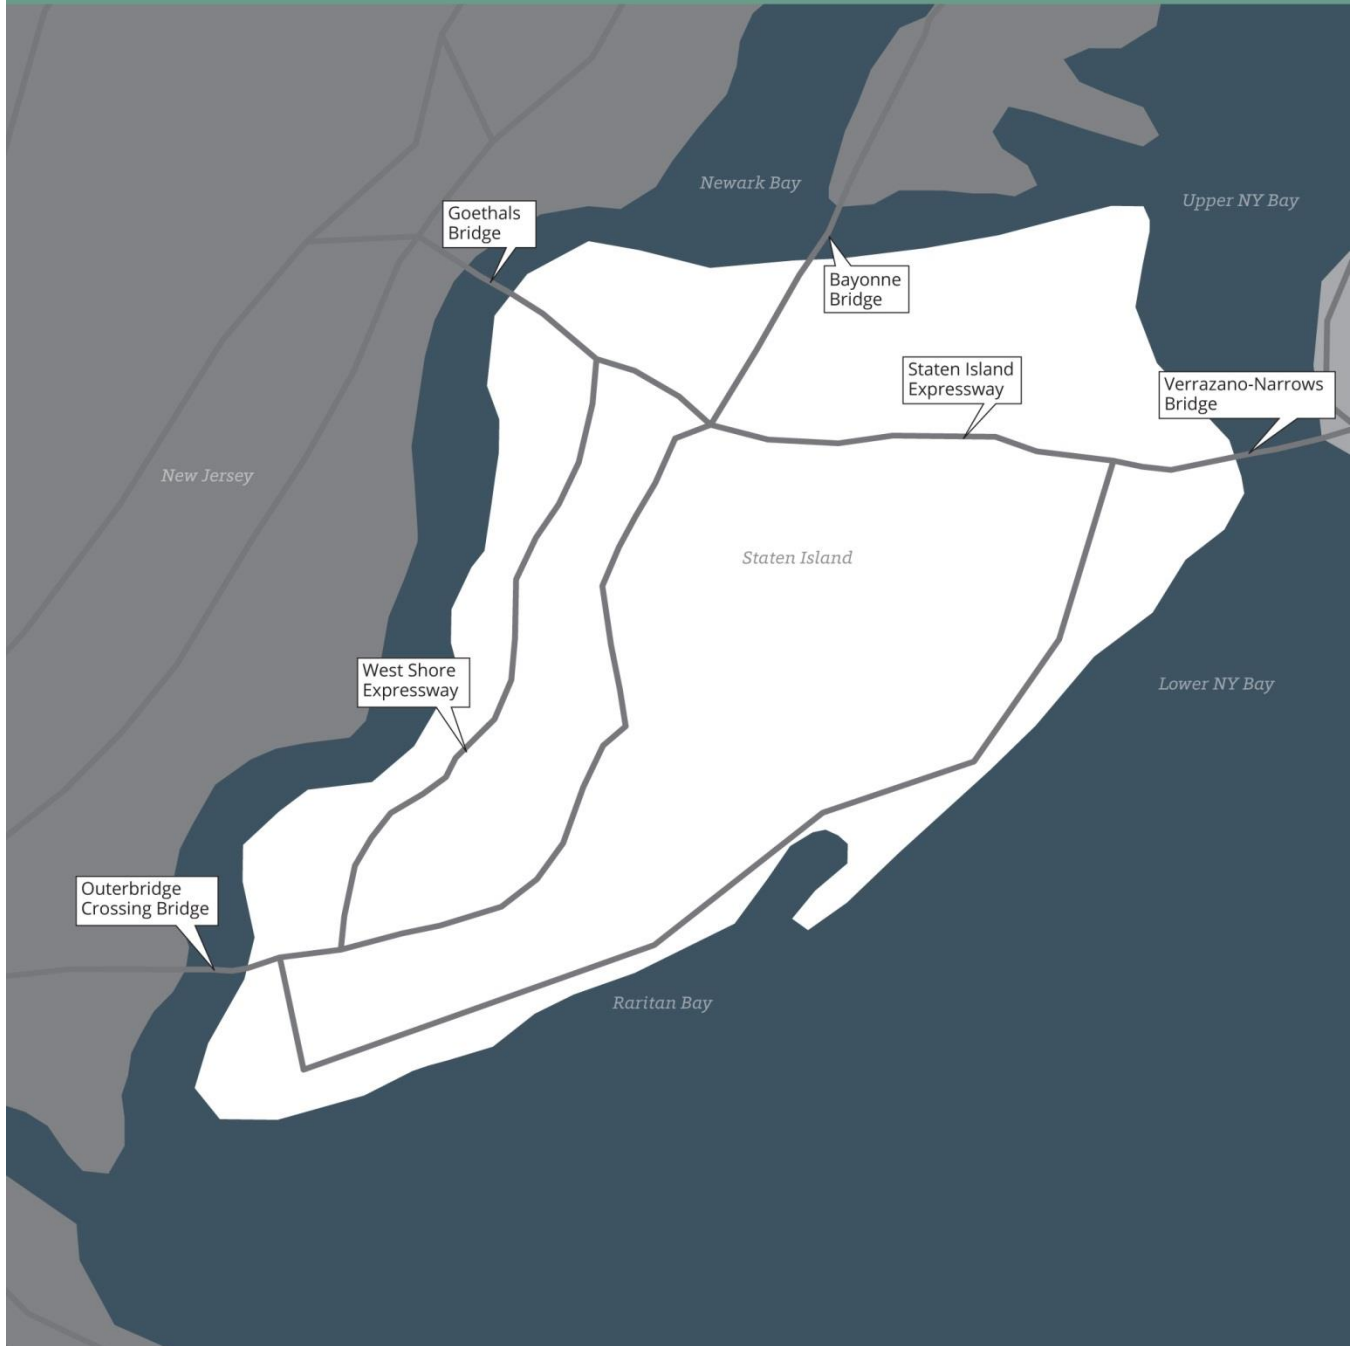 Newark Bay
Upper NY Bay
Goethals
Bridge
Bayonne
Bridge
Staten Island
Expressway
Verrazano-Narrows
Bridge
New Jersey
Staten Island
West Shore
Expressway
Lower NY Bay
Outerbridge
Crossing Bridge
Raritan Bay